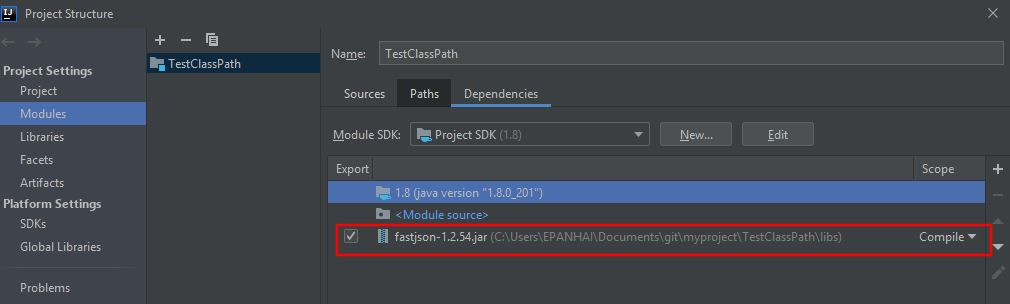 IJ Project Structure
Project Settings
Project
Modules
Libraries
Facets
Artifacts
Platform Settings
SDKs
Global Libraries
Problems
TestClassPath
Name: TestClassPath
Sources Paths Dependencies
Module SDK: Project SDK (1.8) New... Edit
Export Scope
1.8 (java version "1.8.0_201")
<Module source>
fastjson-1.2.54.jar (C:\Users\EPANHAI\Documents\git\myproject\TestClassPath\libs) Compile